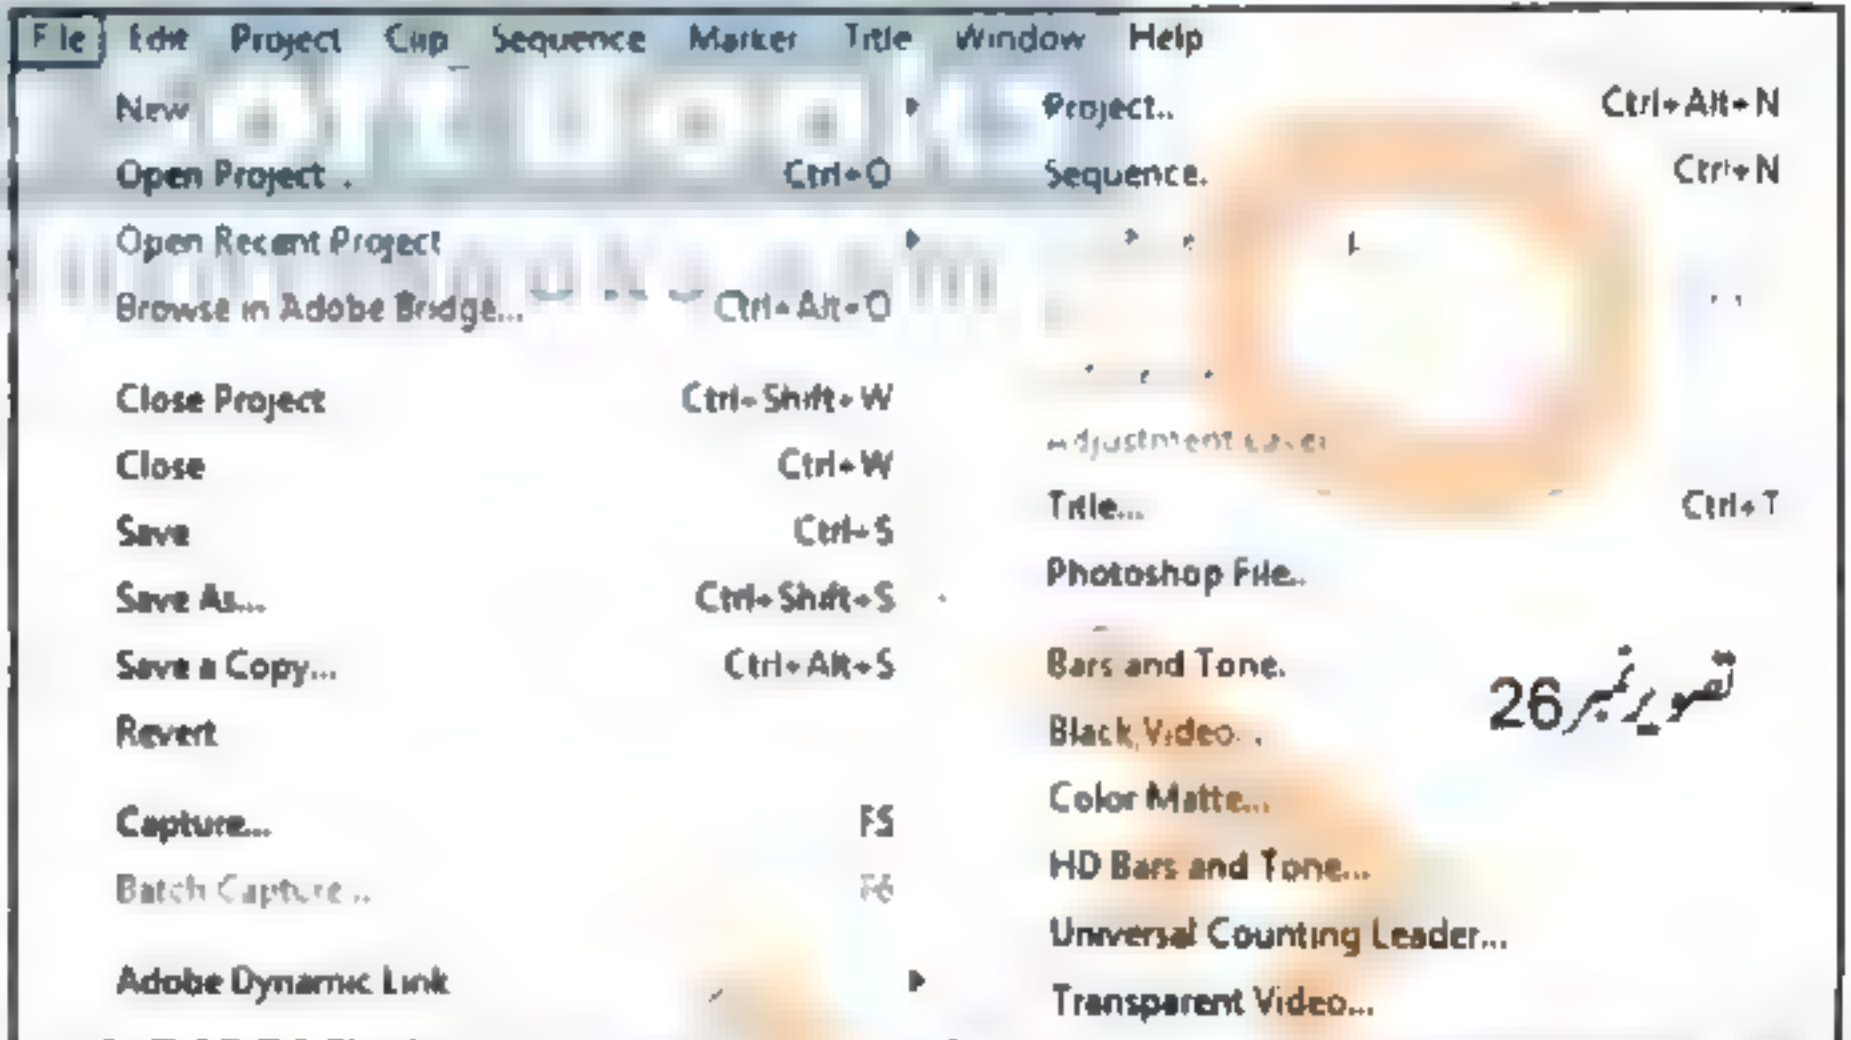 File Edit Project Clip Sequence Marker Title Window Help
New
Open Project... Ctrl+O
Open Recent Project
Browse in Adobe Bridge... Ctrl+Alt+O
Close Project Ctrl+Shift+W
Close Ctrl+W
Save Ctrl+S
Save As... Ctrl+Shift+S
Save a Copy... Ctrl+Alt+S
Revert
Capture... F5
Batch Capture... F6
Adobe Dynamic Link
Project... Ctrl+Alt+N
Sequence... Ctrl+N
Adjustment Layer
Title... Ctrl+T
Photoshop File...
Bars and Tone...
Black Video...
Color Matte...
HD Bars and Tone...
Universal Counting Leader...
Transparent Video...
تصویر نمبر 26